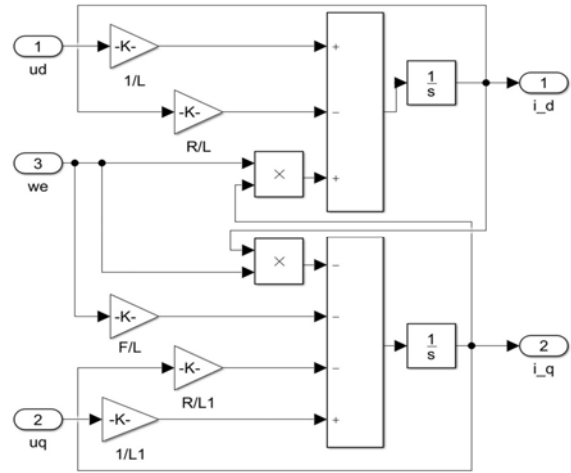 1
ud
-K-
1/L
+
1
s
1
i_d
-K-
R/L
−
3
we
×
+
×
−
-K-
F/L
−
1
s
2
i_q
-K-
R/L1
−
2
uq
-K-
1/L1
+